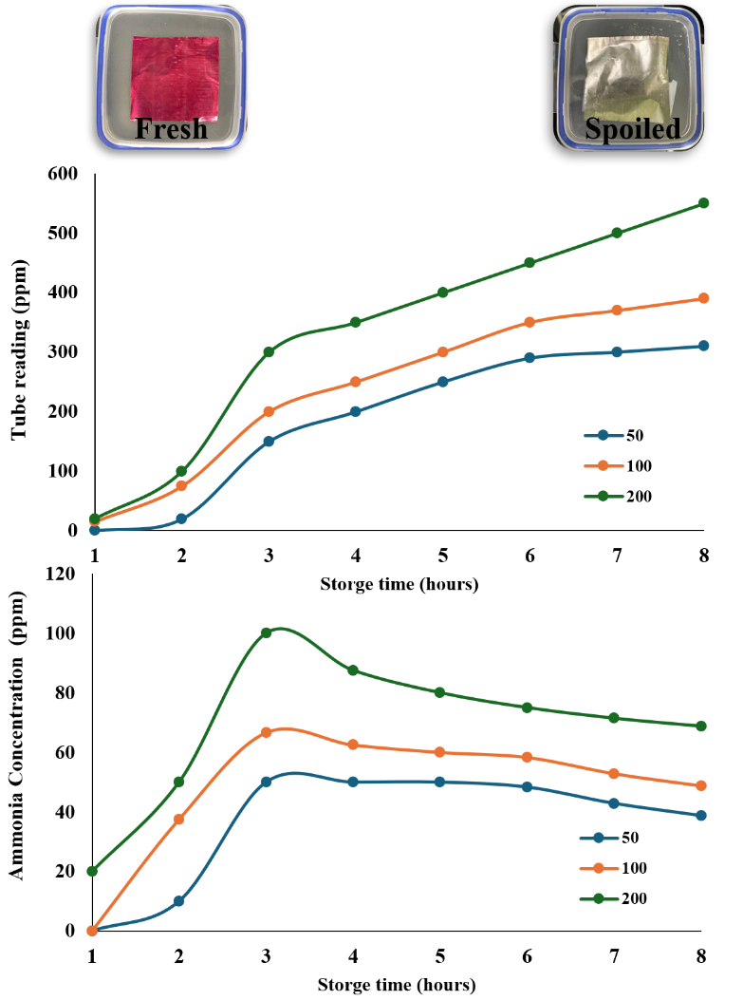 Fresh
Spoiled
600
500
400
300
200
100
0
Tube reading (ppm)
50
100
200
1 2 3 4 5 6 7 8
Storge time (hours)
120
100
80
60
40
20
0
Ammonia Concentration (ppm)
50
100
200
1 2 3 4 5 6 7 8
Storge time (hours)